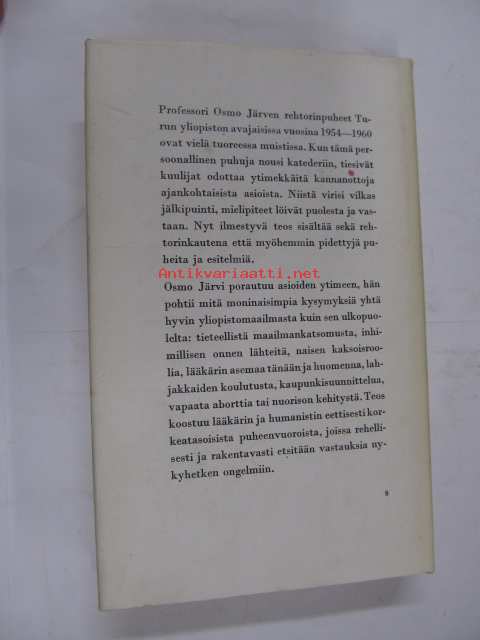 Professori Osmo Järven rehtorinpuheet Tu-
run yliopiston avajaisissa vuosina 1954—1960
ovat vielä tuoreessa muistissa. Kun tämä per-
soonallinen puhuja nousi katederiin, tiesivät
kuulijat odottaa ytimekkäitä kannanottoja
ajankohtaisista asioista. Niistä virisi vilkas
jälkipuinti, mielipiteet löivät puolesta ja vas-
taan. Nyt ilmestyvä teos sisältää sekä reh-
torinkautena että myöhemmin pidettyjä pu-
heita ja esitelmiä.
Antikvariaatti.net
Osmo Järvi porautuu asioiden ytimeen, hän
pohtii mitä moninaisimpia kysymyksiä yhtä
hyvin yliopistomaailmasta kuin sen ulkopuo-
lelta: tieteellistä maailmankatsomusta, inhi-
millisen onnen lähteitä, naisen kaksoisroo-
lia, lääkärin asemaa tänään ja huomenna, lah-
jakkaiden koulutusta, kaupunkisuunnittelua,
vapaata aborttia tai nuorison kehitystä. Teos
koostuu lääkärin ja humanistin eettisesti kor-
keatasoisista puheenvuoroista, joissa rehelli-
sesti ja rakentavasti etsitään vastauksia ny-
kyhetken ongelmiin.